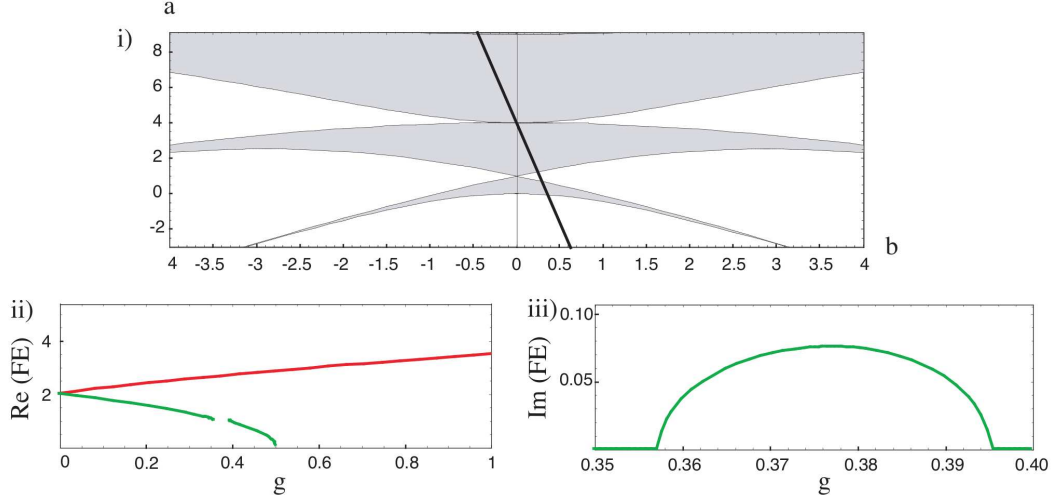 a
i)
8
6
4
2
0
-2
4 -3.5 -3 -2.5 -2 -1.5 -1 -0.5 0 0.5 1 1.5 2 2.5 3 3.5 4
b
ii)
Re (FE)
4
2
0 0.2 0.4 0.6 0.8 1
g
iii)
Im (FE)
0.10
0.05
0.35 0.36 0.37 0.38 0.39 0.40
g